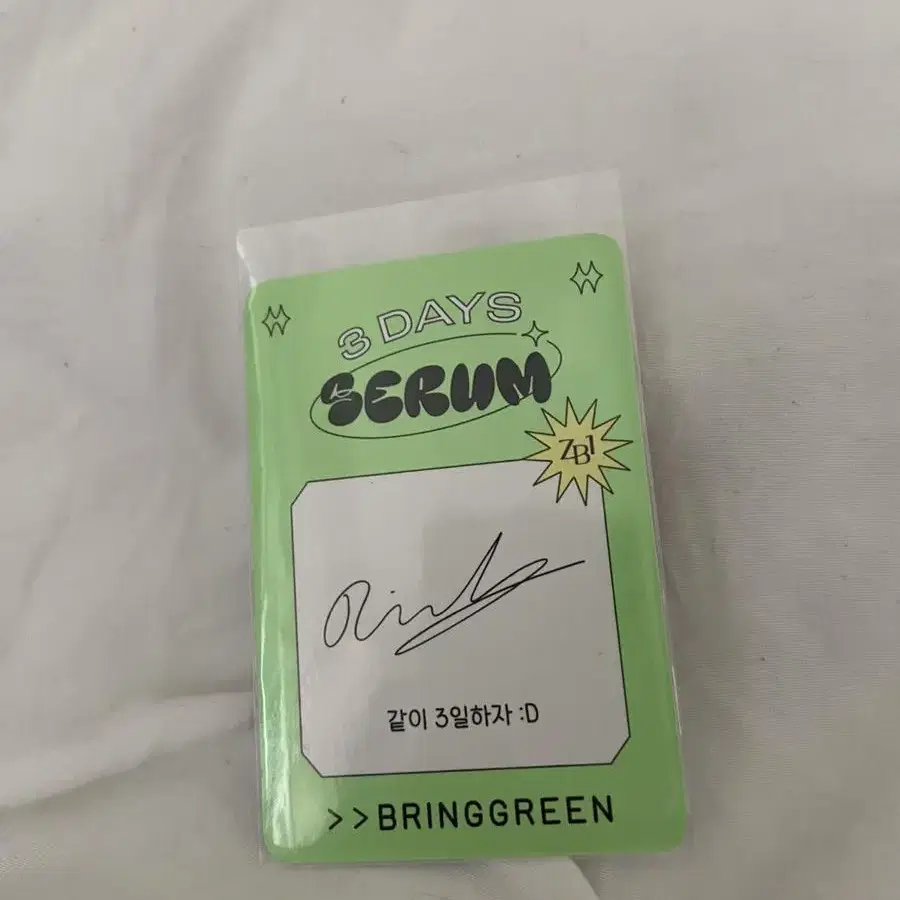 3 DAYS
SERUM
ZB1
같이 3일하자 :D
>>BRINGGREEN